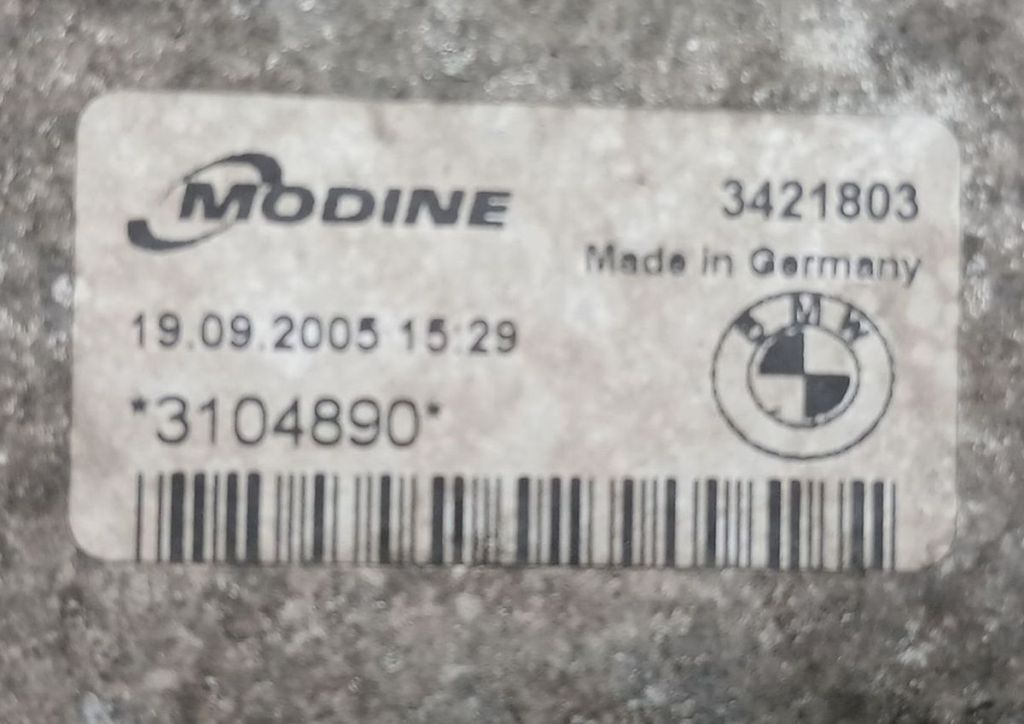 MODINE
3421803
Made in Germany
19.09.2005 15:29
BMW
*3104890*